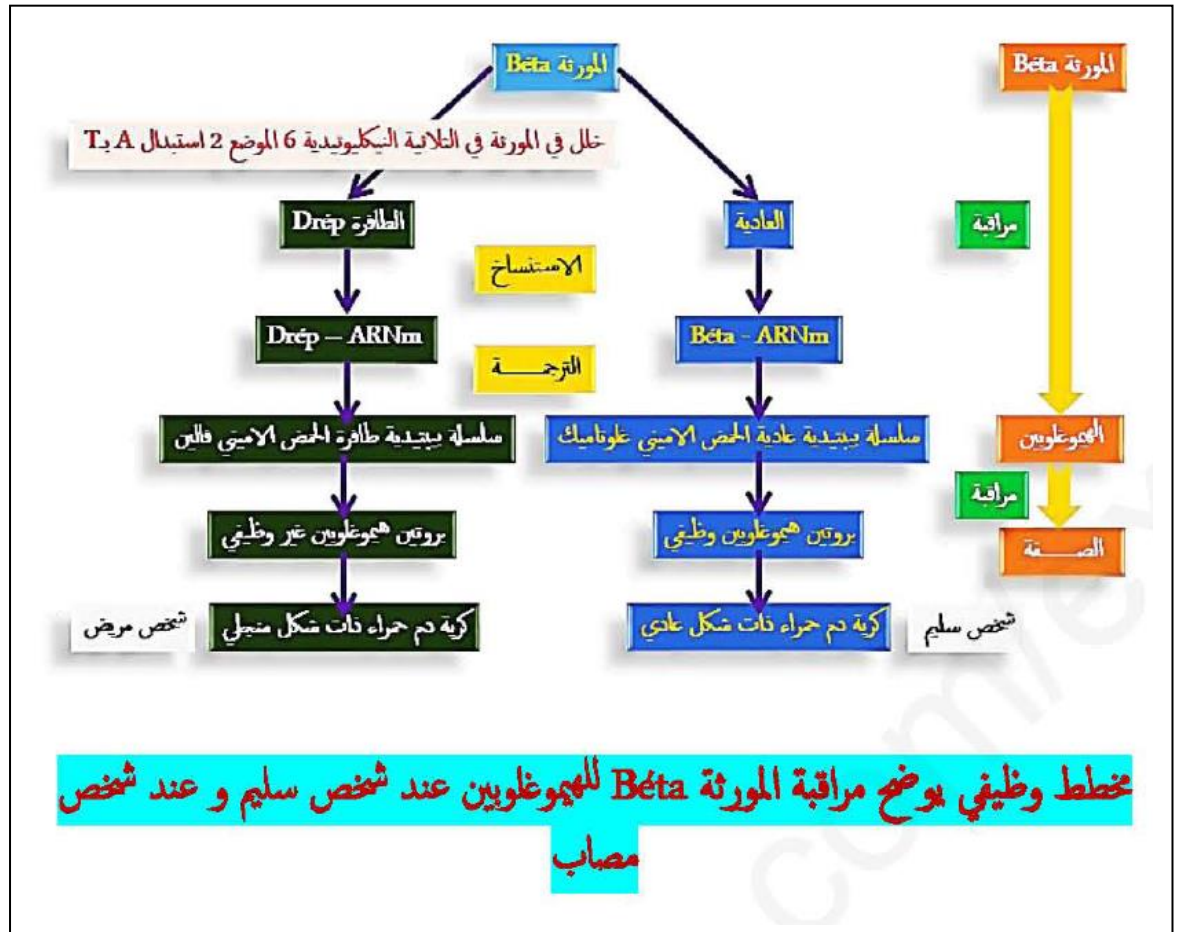 المورثة Béta
المورثة Béta
خلل في المورثة في الثلاثية النيكليوتيدية 6 الموضع 2 استبدال A بـT
مراقبة
العادية
الطافرة Drép
الاستنساخ
Béta - ARNm
Drép – ARNm
الترجمــــة
الهيموغلوبين
سلسلة ببتيدية عادية الحمض الاميني غلوتاميك
سلسلة ببتيدية طافرة الحمض الاميني فالين
مراقبة
الصــفة
بروتين هيموغلوبين وظيفي
بروتين هيموغلوبين غير وظيفي
شخص سليم
كرية دم حمراء ذات شكل عادي
كرية دم حمراء ذات شكل منجلي
شخص مريض
مخطط وظيفي يوضح مراقبة المورثة Béta للهيموغلوبين عند شخص سليم و عند شخص
مصاب